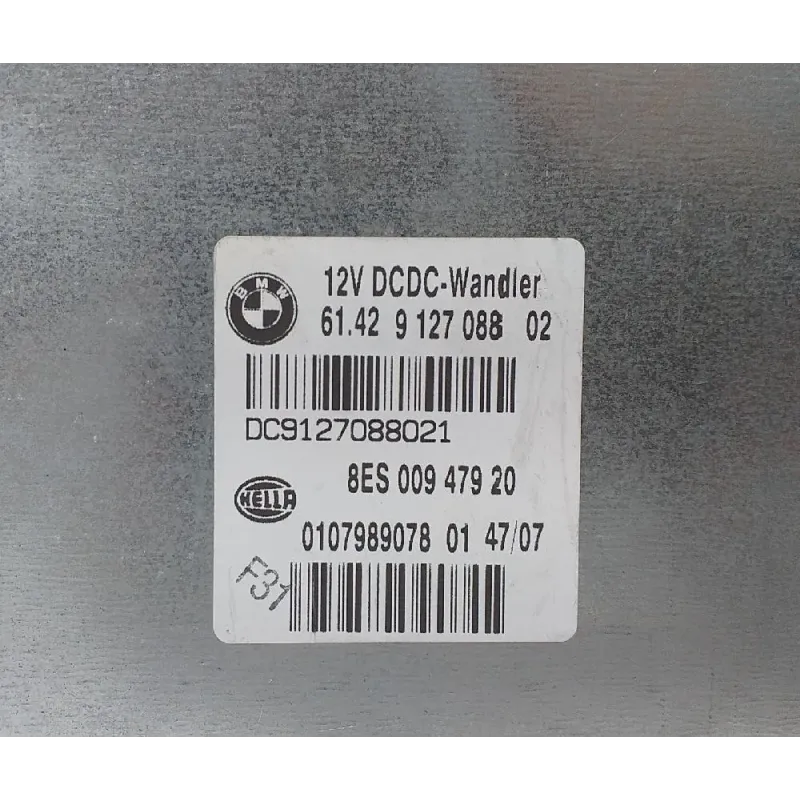 BMW
12V DCDC-Wandler
61.42 9 127 088 02
DC9127088021
8ES 009 479 20
HELLA
0107989078 01 47/07
F31